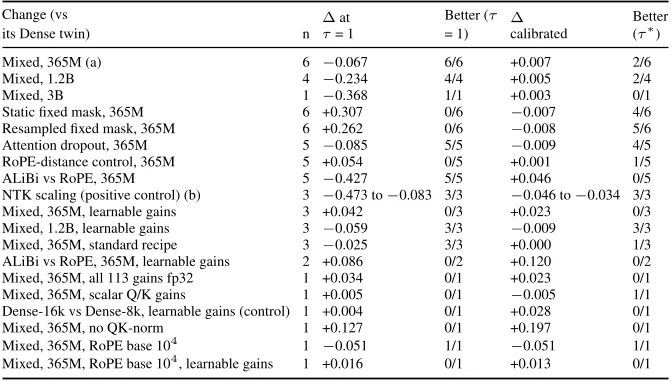 Change (vs its Dense twin) n Δ at τ = 1 Better (τ = 1) Δ calibrated Better (τ*)
Mixed, 365M (a) 6 −0.067 6/6 +0.007 2/6
Mixed, 1.2B 4 −0.234 4/4 +0.005 2/4
Mixed, 3B 1 −0.368 1/1 +0.003 0/1
Static fixed mask, 365M 6 +0.307 0/6 −0.007 4/6
Resampled fixed mask, 365M 6 +0.262 0/6 −0.008 5/6
Attention dropout, 365M 5 −0.085 5/5 −0.009 4/5
RoPE-distance control, 365M 5 +0.054 0/5 +0.001 1/5
ALiBi vs RoPE, 365M 5 −0.427 5/5 +0.046 0/5
NTK scaling (positive control) (b) 3 −0.473 to −0.083 3/3 −0.046 to −0.034 3/3
Mixed, 365M, learnable gains 3 +0.042 0/3 +0.023 0/3
Mixed, 1.2B, learnable gains 3 −0.059 3/3 −0.009 3/3
Mixed, 365M, standard recipe 3 −0.025 3/3 +0.000 1/3
ALiBi vs RoPE, 365M, learnable gains 2 +0.086 0/2 +0.120 0/2
Mixed, 365M, all 113 gains fp32 1 +0.034 0/1 +0.023 0/1
Mixed, 365M, scalar Q/K gains 1 +0.005 0/1 −0.005 1/1
Dense-16k vs Dense-8k, learnable gains (control) 1 +0.004 0/1 +0.028 0/1
Mixed, 365M, no QK-norm 1 +0.127 0/1 +0.197 0/1
Mixed, 365M, RoPE base 10⁴ 1 −0.051 1/1 −0.051 1/1
Mixed, 365M, RoPE base 10⁴, learnable gains 1 +0.016 0/1 +0.013 0/1